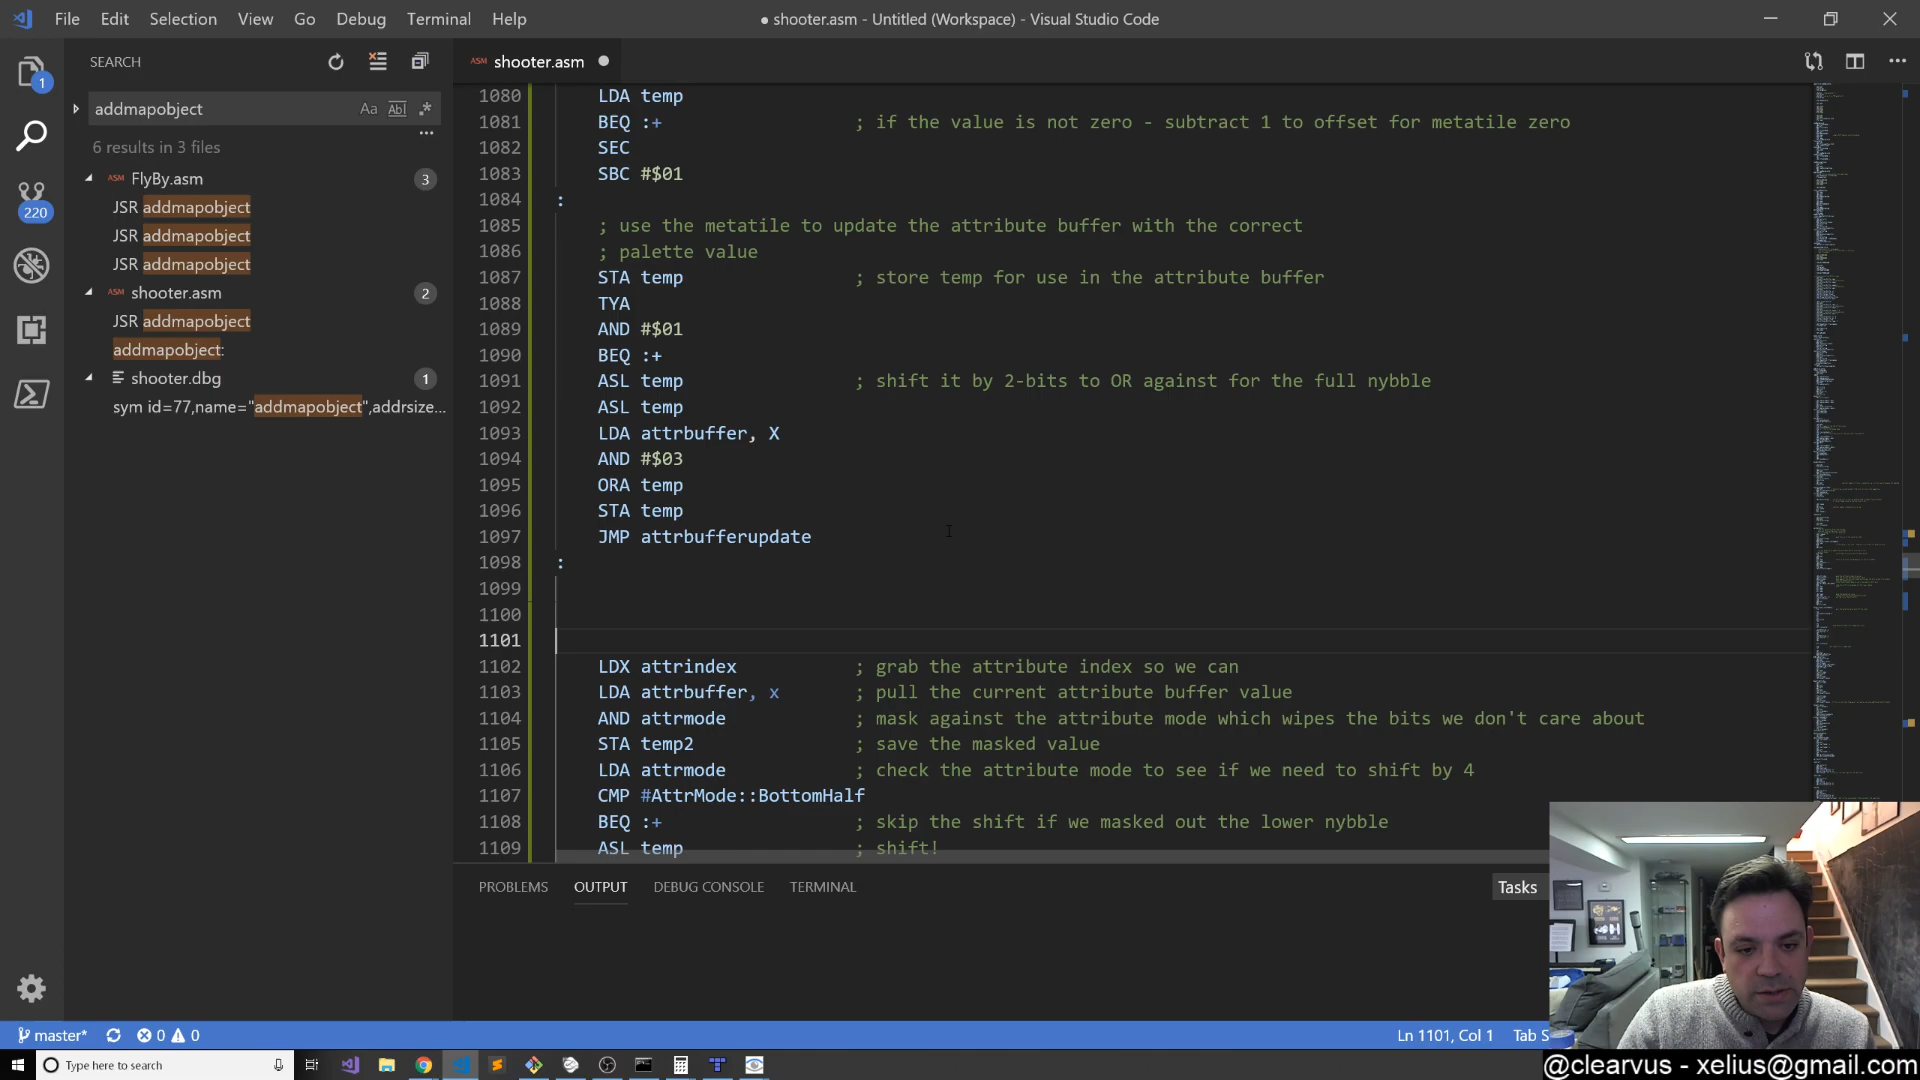 File Edit Selection View Go Debug Terminal Help
● shooter.asm - Untitled (Workspace) - Visual Studio Code
SEARCH
ASM shooter.asm
1
addmapobject
Aa Abl .*
6 results in 3 files
ASM FlyBy.asm 3
JSR addmapobject
JSR addmapobject
JSR addmapobject
ASM shooter.asm 2
JSR addmapobject
addmapobject:
shooter.dbg 1
sym id=77,name="addmapobject",addrsize...
220
1080 LDA temp
1081 BEQ :+ ; if the value is not zero - subtract 1 to offset for metatile zero
1082 SEC
1083 SBC #$01
1084 :
1085 ; use the metatile to update the attribute buffer with the correct
1086 ; palette value
1087 STA temp ; store temp for use in the attribute buffer
1088 TYA
1089 AND #$01
1090 BEQ :+
1091 ASL temp ; shift it by 2-bits to OR against for the full nybble
1092 ASL temp
1093 LDA attrbuffer, X
1094 AND #$03
1095 ORA temp
1096 STA temp
1097 JMP attrbufferupdate
1098 :
1099
1100
1101
1102 LDX attrindex ; grab the attribute index so we can
1103 LDA attrbuffer, x ; pull the current attribute buffer value
1104 AND attrmode ; mask against the attribute mode which wipes the bits we don't care about
1105 STA temp2 ; save the masked value
1106 LDA attrmode ; check the attribute mode to see if we need to shift by 4
1107 CMP #AttrMode::BottomHalf
1108 BEQ :+ ; skip the shift if we masked out the lower nybble
1109 ASL temp ; shift!
PROBLEMS OUTPUT DEBUG CONSOLE TERMINAL
Tasks
master* 0 0
Ln 1101, Col 1 Tab S
Type here to search
@clearvus - xelius@gmail.com